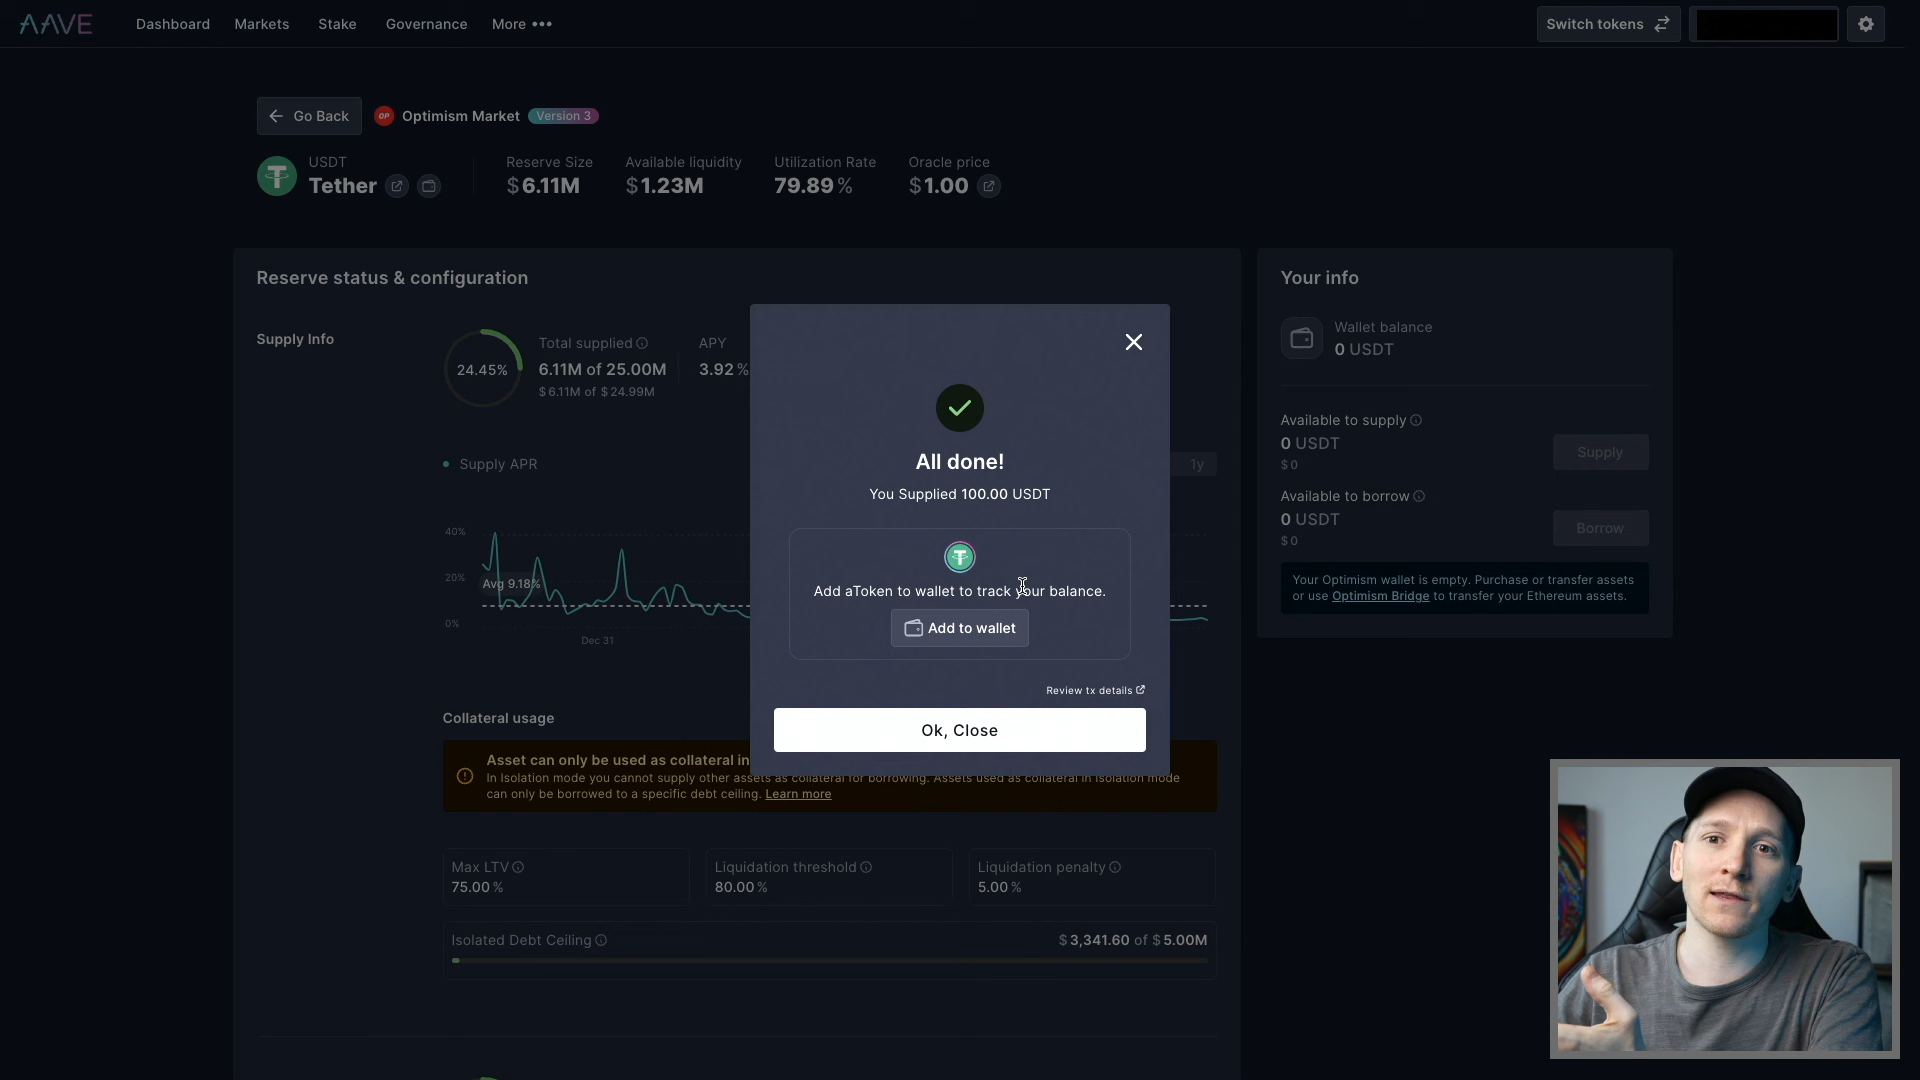 AAVE
Dashboard
Markets
Stake
Governance
More •••
Switch tokens
Go Back
OP
Optimism Market
Version 3
USDT
Tether
Reserve Size
$6.11M
Available liquidity
$1.23M
Utilization Rate
79.89%
Oracle price
$1.00
Reserve status & configuration
Supply Info
24.45%
Total supplied
6.11M of 25.00M
$6.11M of $24.99M
APY
3.92%
Supply APR
1y
40%
20%
0%
Avg 9.18%
Dec 31
Collateral usage
Asset can only be used as collateral in
In Isolation mode you cannot supply other assets as collateral for borrowing. Assets used as collateral in Isolation mode
can only be borrowed to a specific debt ceiling. Learn more
Max LTV
75.00%
Liquidation threshold
80.00%
Liquidation penalty
5.00%
Isolated Debt Ceiling
$3,341.60 of $5.00M
All done!
You Supplied 100.00 USDT
Add aToken to wallet to track your balance.
Add to wallet
Review tx details
Ok, Close
Your info
Wallet balance
0 USDT
Available to supply
0 USDT
$0
Supply
Available to borrow
0 USDT
$0
Borrow
Your Optimism wallet is empty. Purchase or transfer assets
or use Optimism Bridge to transfer your Ethereum assets.